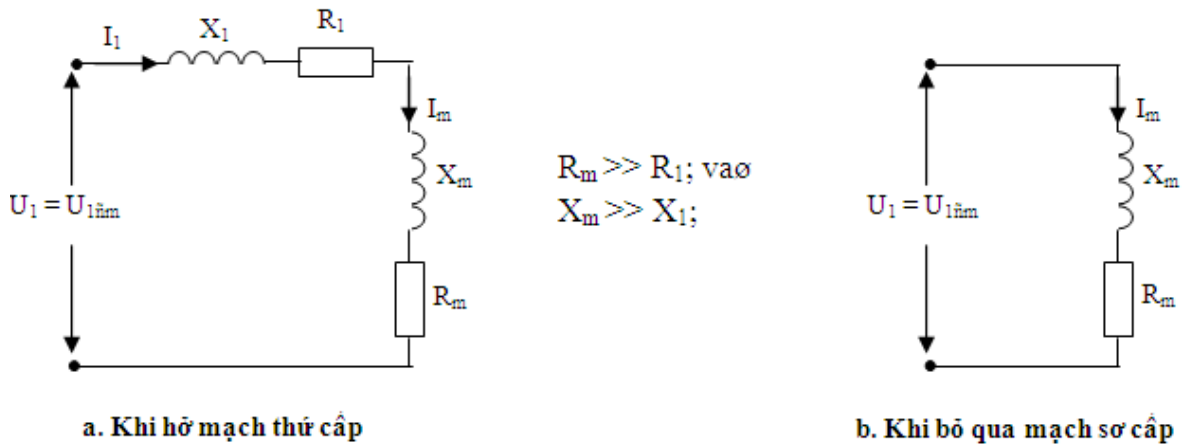 I₁
X₁
R₁
Iₘ
Xₘ
U₁ = U₁ñm
Rₘ
a. Khi hở mạch thứ cấp
Rₘ >> R₁; vaø
Xₘ >> X₁;
Iₘ
Xₘ
U₁ = U₁ñm
Rₘ
b. Khi bỏ qua mạch sơ cấp